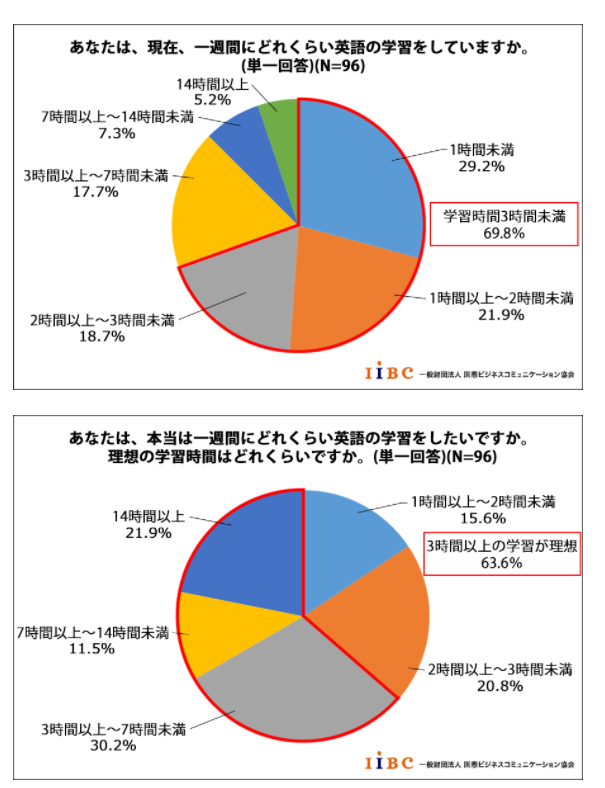 あなたは、現在、一週間にどれくらい英語の学習をしていますか。
(単一回答)(N=96)
14時間以上
5.2%
7時間以上～14時間未満
7.3%
1時間未満
29.2%
3時間以上～7時間未満
17.7%
学習時間3時間未満
69.8%
1時間以上～2時間未満
21.9%
2時間以上～3時間未満
18.7%
IiBC 一般財団法人 国際ビジネスコミュニケーション協会
あなたは、本当は一週間にどれくらい英語の学習をしたいですか。
理想の学習時間はどれくらいですか。(単一回答)(N=96)
1時間以上～2時間未満
15.6%
14時間以上
21.9%
3時間以上の学習が理想
63.6%
7時間以上～14時間未満
11.5%
2時間以上～3時間未満
20.8%
3時間以上～7時間未満
30.2%
IiBC 一般財団法人 国際ビジネスコミュニケーション協会